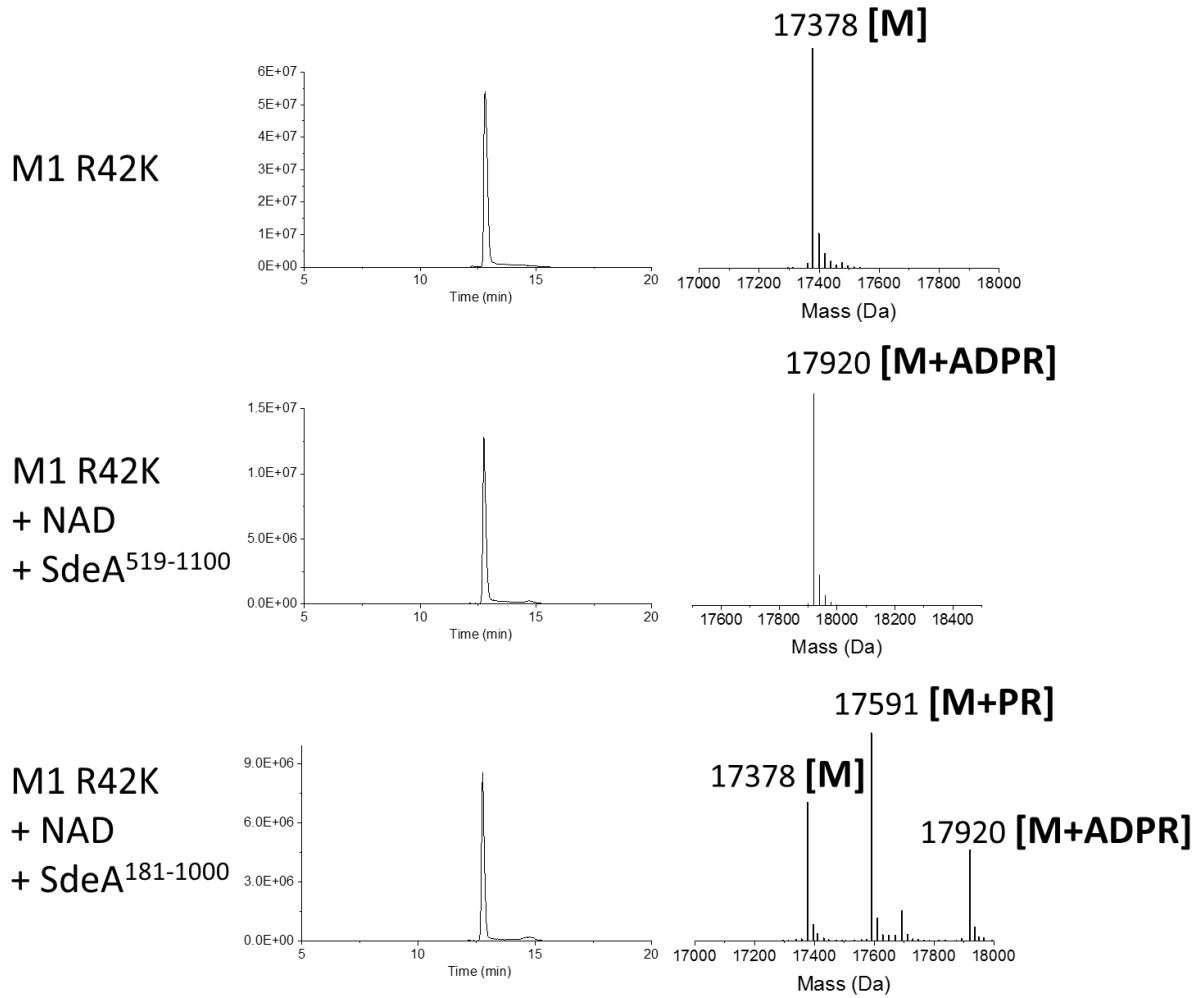 17378 [M]
M1 R42K
6E+07
5E+07
4E+07
3E+07
2E+07
1E+07
0E+00
5 10 15 20
Time (min)
17000 17200 17400 17600 17800 18000
Mass (Da)
17920 [M+ADPR]
M1 R42K
+ NAD
+ SdeA519-1100
1.5E+07
1.0E+07
5.0E+06
0.0E+00
5 10 15 20
Time (min)
17600 17800 18000 18200 18400
Mass (Da)
17591 [M+PR]
17378 [M]
17920 [M+ADPR]
M1 R42K
+ NAD
+ SdeA181-1000
9.0E+06
6.0E+06
3.0E+06
0.0E+00
5 10 15 20
Time (min)
17000 17200 17400 17600 17800 18000
Mass (Da)